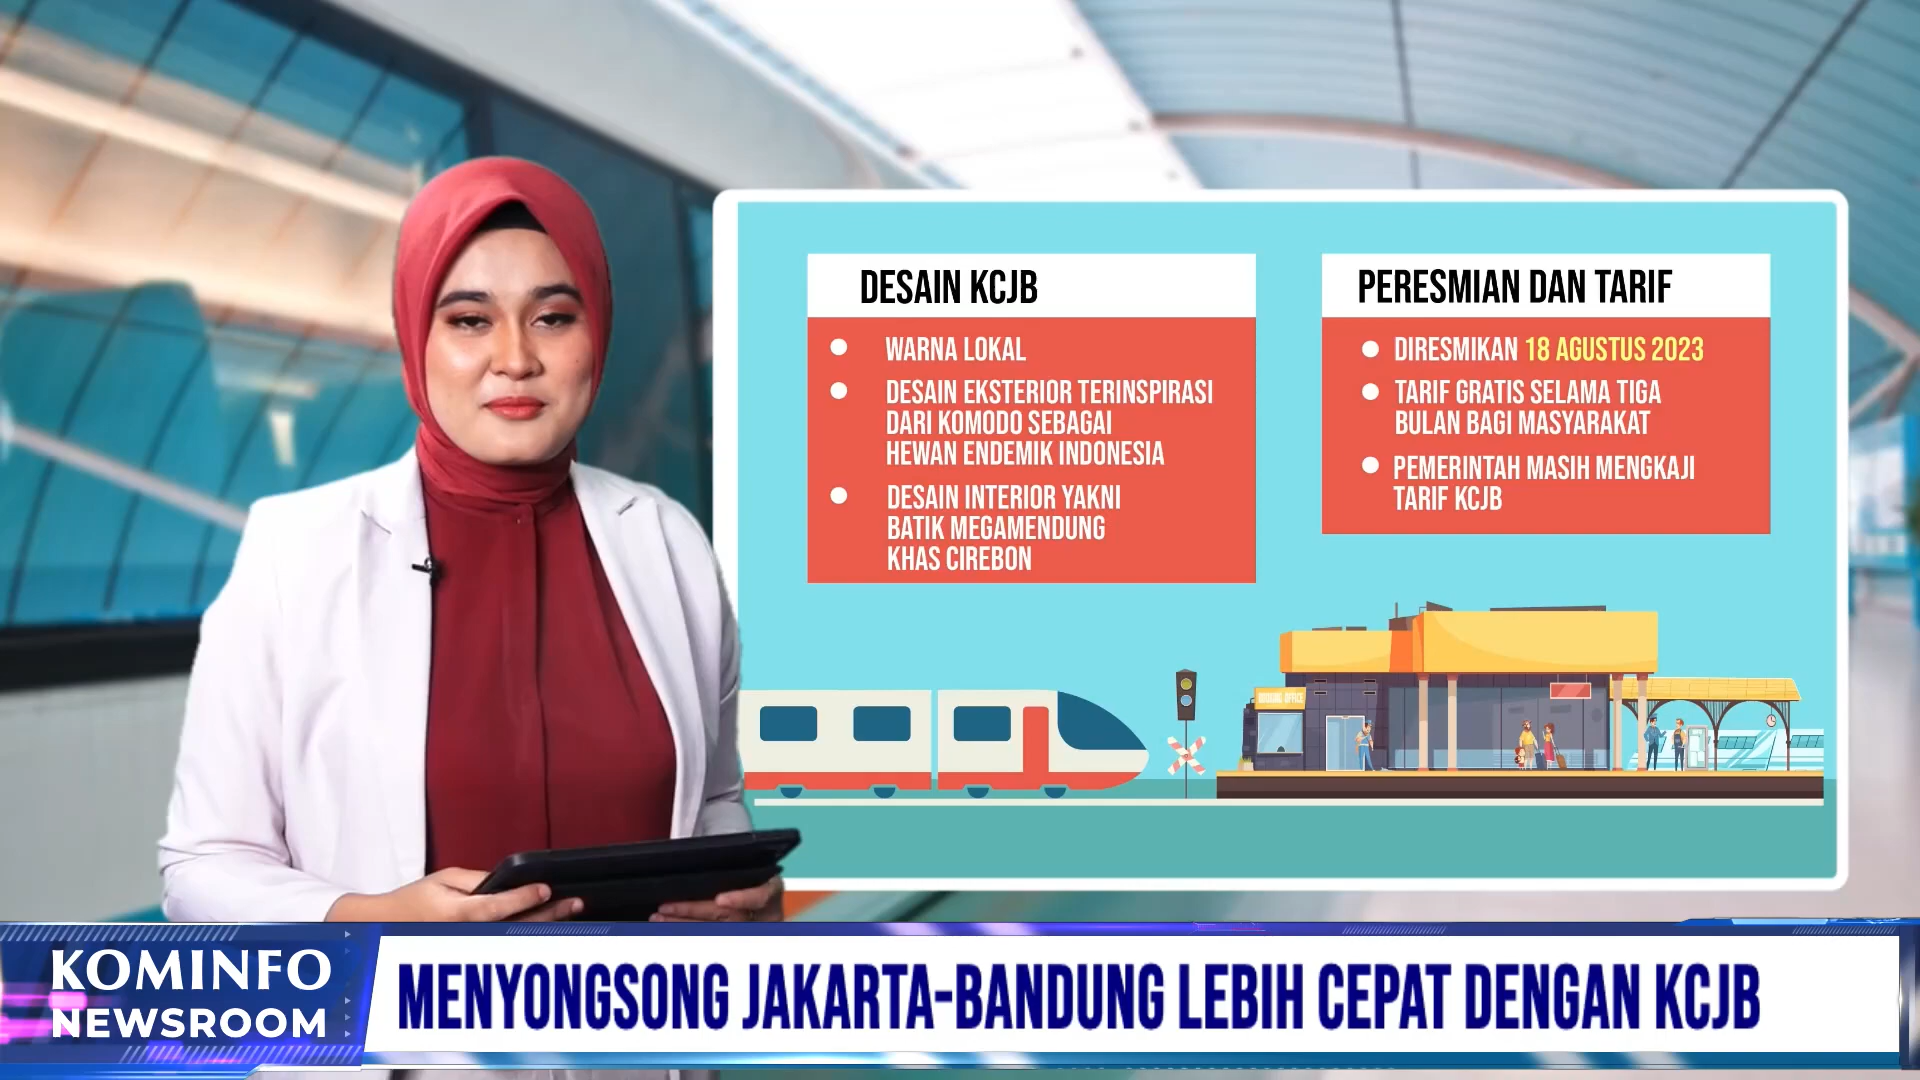 DESAIN KCJB
WARNA LOKAL
DESAIN EKSTERIOR TERINSPIRASI
DARI KOMODO SEBAGAI
HEWAN ENDEMIK INDONESIA
DESAIN INTERIOR YAKNI
BATIK MEGAMENDUNG
KHAS CIREBON
PERESMIAN DAN TARIF
DIRESMIKAN 18 AGUSTUS 2023
TARIF GRATIS SELAMA TIGA
BULAN BAGI MASYARAKAT
PEMERINTAH MASIH MENGKAJI
TARIF KCJB
KOMINFO
NEWSROOM
MENYONGSONG JAKARTA-BANDUNG LEBIH CEPAT DENGAN KCJB